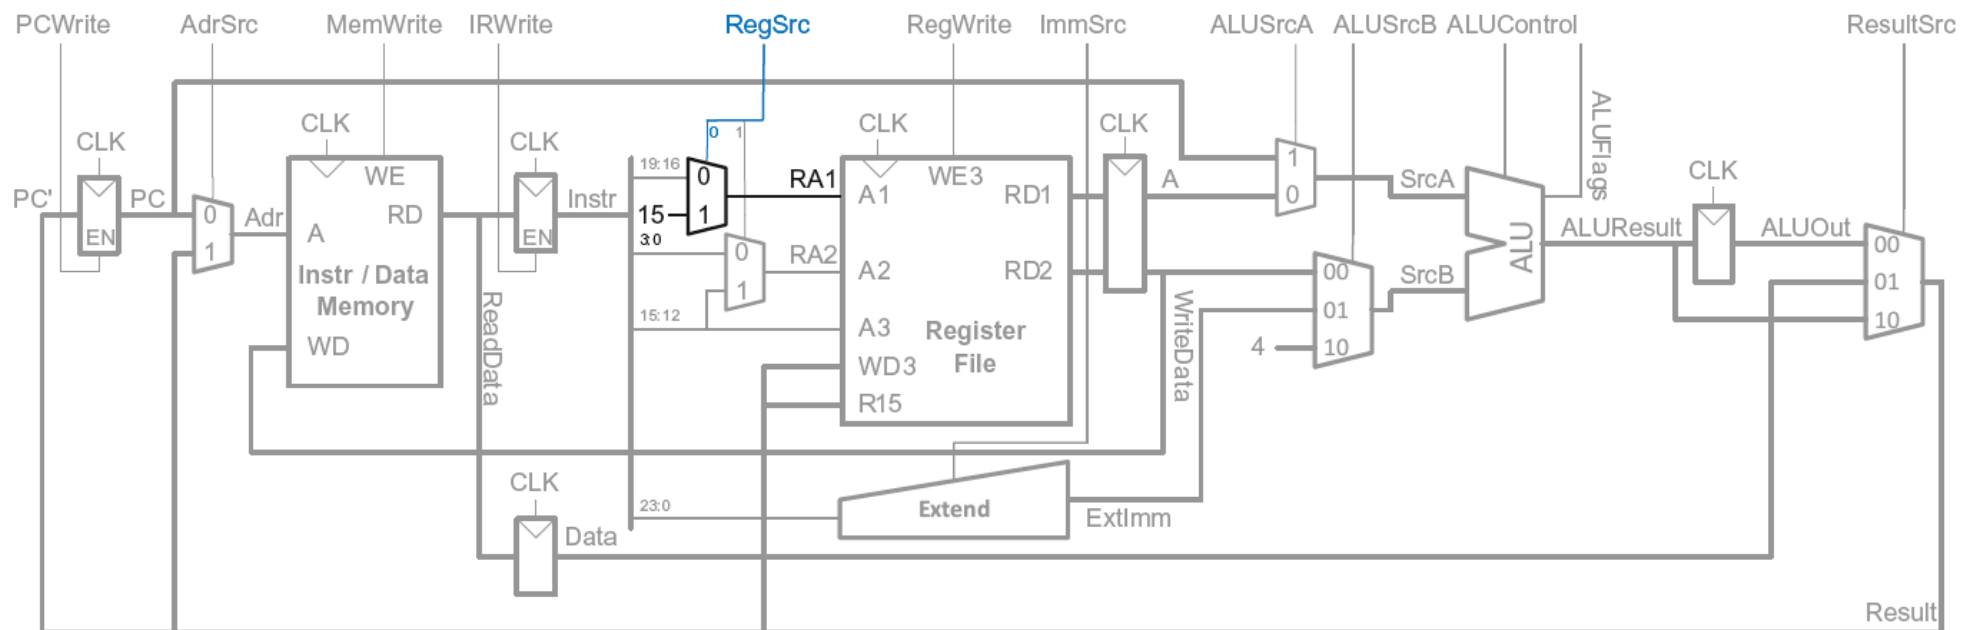 PCWrite AdrSrc MemWrite IRWrite RegSrc RegWrite ImmSrc ALUSrcA ALUSrcB ALUControl ResultSrc
CLK CLK CLK CLK CLK CLK CLK
0 1
ALUFlags
PC' PC EN
0
1
Adr
WE
A RD
Instr / Data
Memory
WD
ReadData
EN
Instr
19:16
0
15
1
RA1
3:0
0
1
RA2
15:12
A1 WE3 RD1
A2 RD2
A3
Register
File
WD3
R15
A
WriteData
1
0
SrcA
00
01
4 10
SrcB
ALU
ALUResult ALUOut
00
01
10
23:0
Extend
ExtImm
CLK
Data
Result